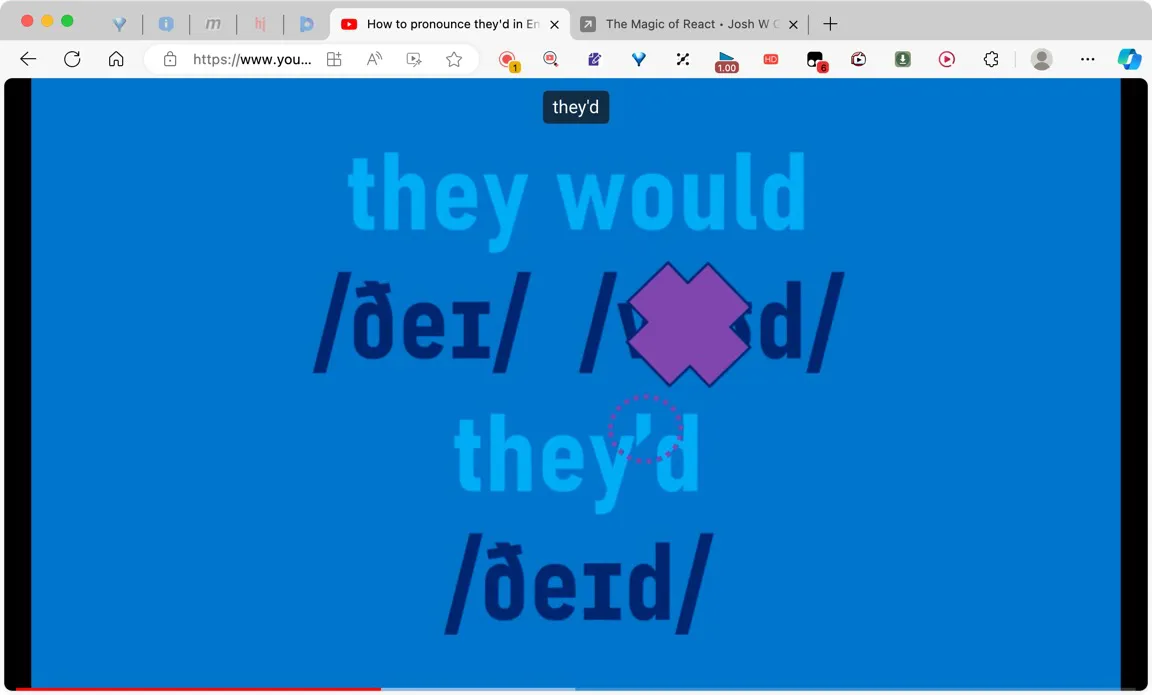 How to pronounce they'd in En
The Magic of React • Josh W C
https://www.you...
1
1.00
HD
6
they'd
they would
/ðeɪ/ / d/
they'd
/ðeɪd/